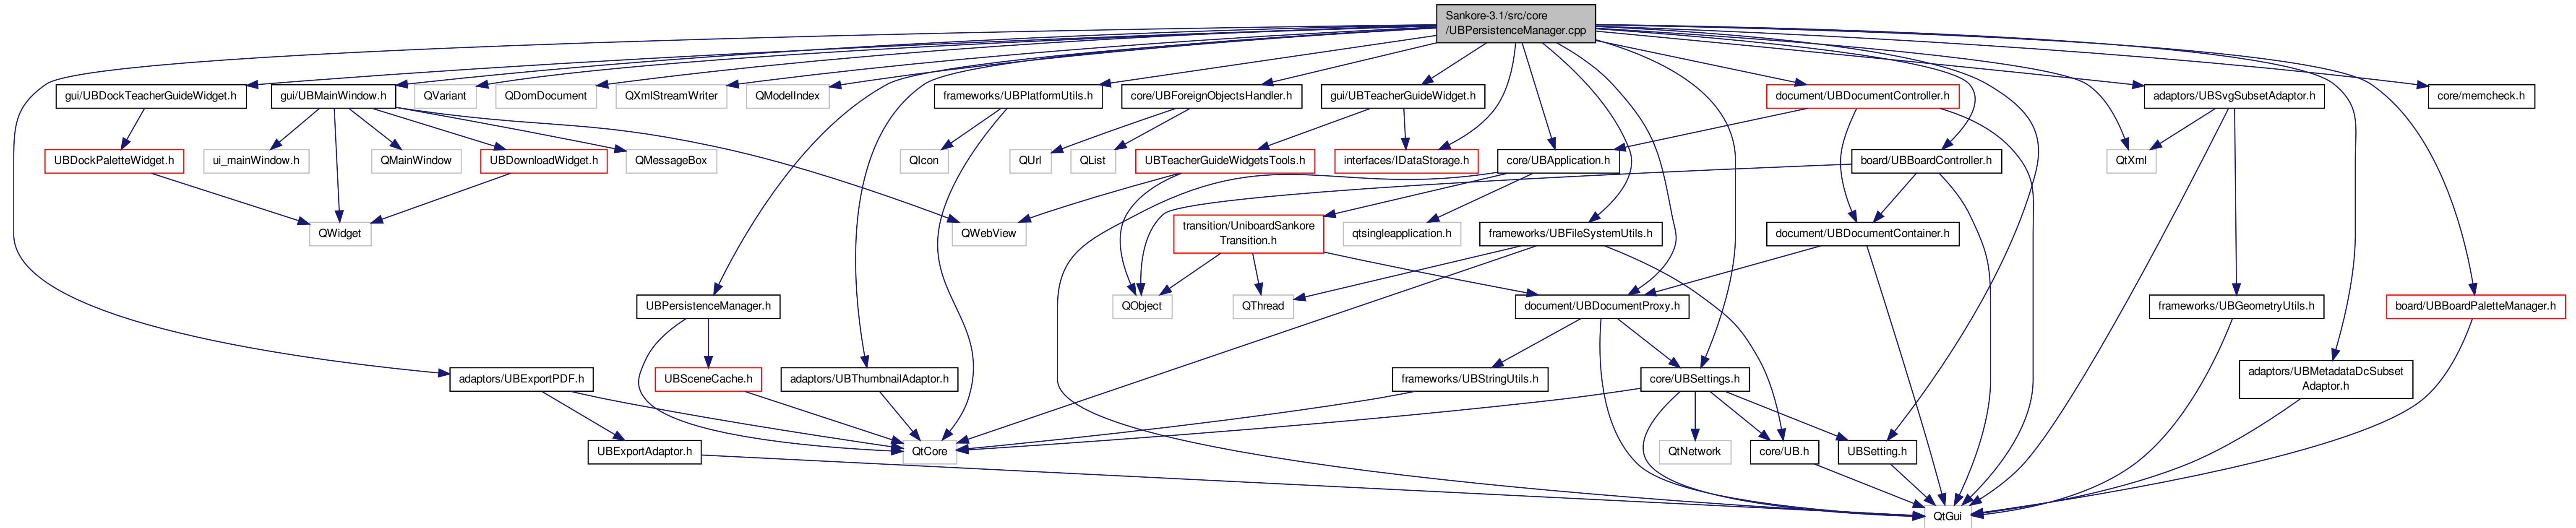 Sankore-3.1/src/core
/UBPersistenceManager.cpp
gui/UBDockTeacherGuideWidget.h
gui/UBMainWindow.h
QVariant
QDomDocument
QXmlStreamWriter
QModelIndex
frameworks/UBPlatformUtils.h
core/UBForeignObjectsHandler.h
gui/UBTeacherGuideWidget.h
document/UBDocumentController.h
adaptors/UBSvgSubsetAdaptor.h
core/memcheck.h
UBDockPaletteWidget.h
ui_mainWindow.h
QMainWindow
UBDownloadWidget.h
QMessageBox
QIcon
QUrl
QList
UBTeacherGuideWidgetsTools.h
interfaces/IDataStorage.h
core/UBApplication.h
board/UBBoardController.h
QtXml
QWidget
QWebView
transition/UniboardSankore
Transition.h
qtsingleapplication.h
frameworks/UBFileSystemUtils.h
document/UBDocumentContainer.h
UBPersistenceManager.h
QObject
QThread
document/UBDocumentProxy.h
frameworks/UBGeometryUtils.h
board/UBBoardPaletteManager.h
adaptors/UBExportPDF.h
UBSceneCache.h
adaptors/UBThumbnailAdaptor.h
frameworks/UBStringUtils.h
core/UBSettings.h
adaptors/UBMetadataDcSubset
Adaptor.h
UBExportAdaptor.h
QtCore
QtNetwork
core/UB.h
UBSetting.h
QtGui